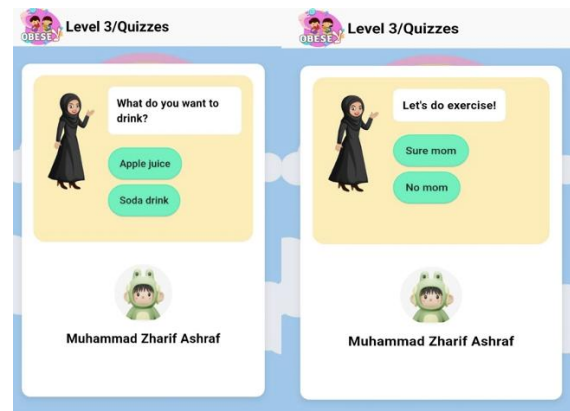 OBESE
Level 3/Quizzes
What do you want to
drink?
Apple juice
Soda drink
Muhammad Zharif Ashraf
OBESE
Level 3/Quizzes
Let's do exercise!
Sure mom
No mom
Muhammad Zharif Ashraf